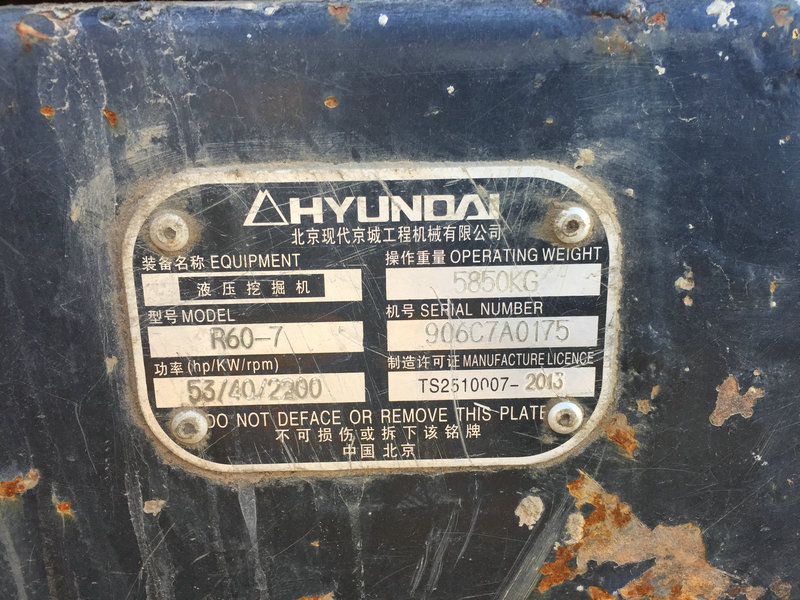 HYUNDAI
北京现代京城工程机械有限公司
装备名称 EQUIPMENT
液压挖掘机
型号 MODEL
R60-7
功率(hp/KW/rpm)
53/40/2200
操作重量 OPERATING WEIGHT
5850KG
机号 SERIAL NUMBER
906C7A0175
制造许可证 MANUFACTURE LICENCE
TS2510007-2013
DO NOT DEFACE OR REMOVE THIS PLATE
不可损伤或拆下该铭牌
中国 北京